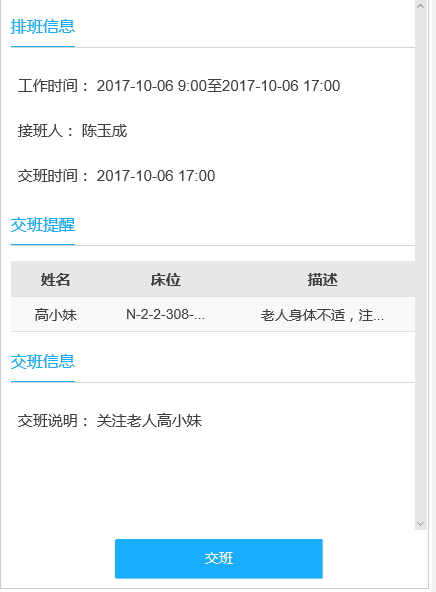 排班信息
工作时间： 2017-10-06 9:00至2017-10-06 17:00
接班人： 陈玉成
交班时间： 2017-10-06 17:00
交班提醒
姓名 床位 描述
高小妹 N-2-2-308-... 老人身体不适，注...
交班信息
交班说明： 关注老人高小妹
交班